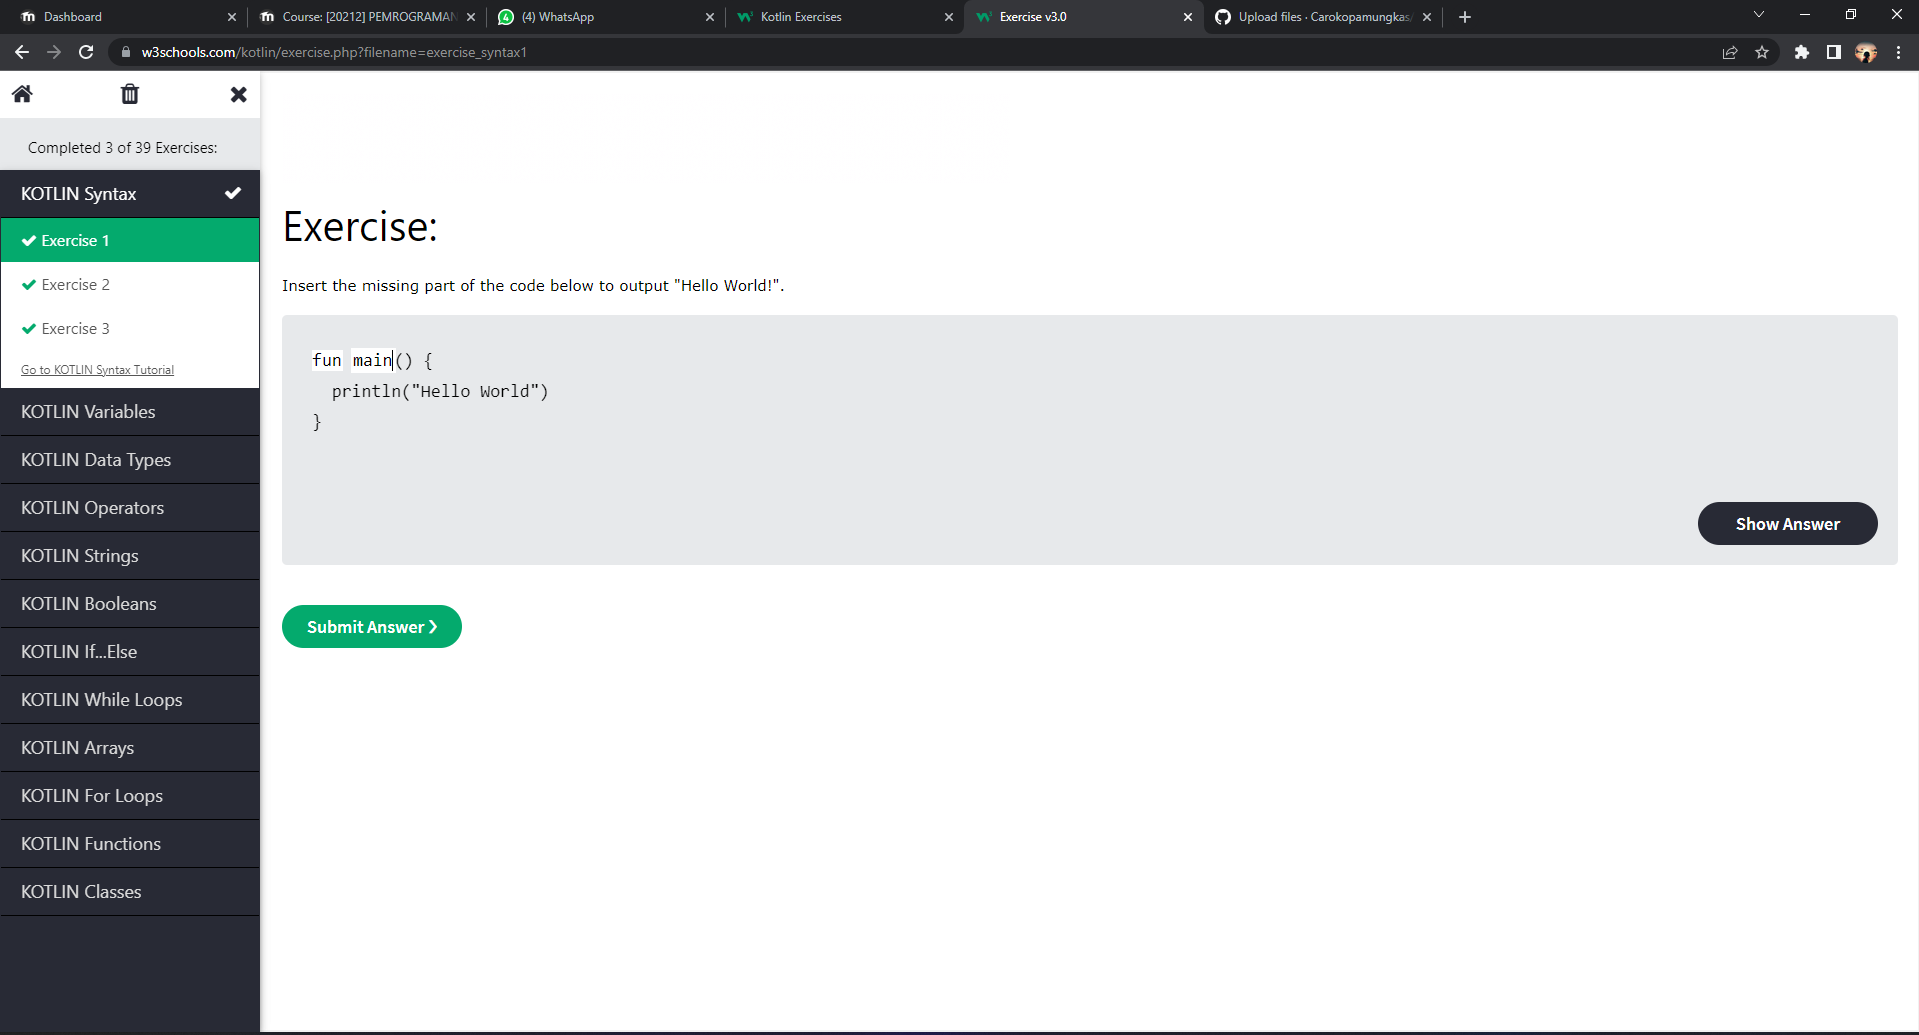 Dashboard
Course: [20212] PEMROGRAMAN
4
(4) WhatsApp
Kotlin Exercises
Exercise v3.0
Upload files · Carokopamungkas/
w3schools.com/kotlin/exercise.php?filename=exercise_syntax1
Completed 3 of 39 Exercises:
KOTLIN Syntax
Exercise 1
Exercise 2
Exercise 3
Go to KOTLIN Syntax Tutorial
KOTLIN Variables
KOTLIN Data Types
KOTLIN Operators
KOTLIN Strings
KOTLIN Booleans
KOTLIN If...Else
KOTLIN While Loops
KOTLIN Arrays
KOTLIN For Loops
KOTLIN Functions
KOTLIN Classes
Exercise:
Insert the missing part of the code below to output "Hello World!".
fun main() {
println("Hello World")
}
Show Answer
Submit Answer ❯